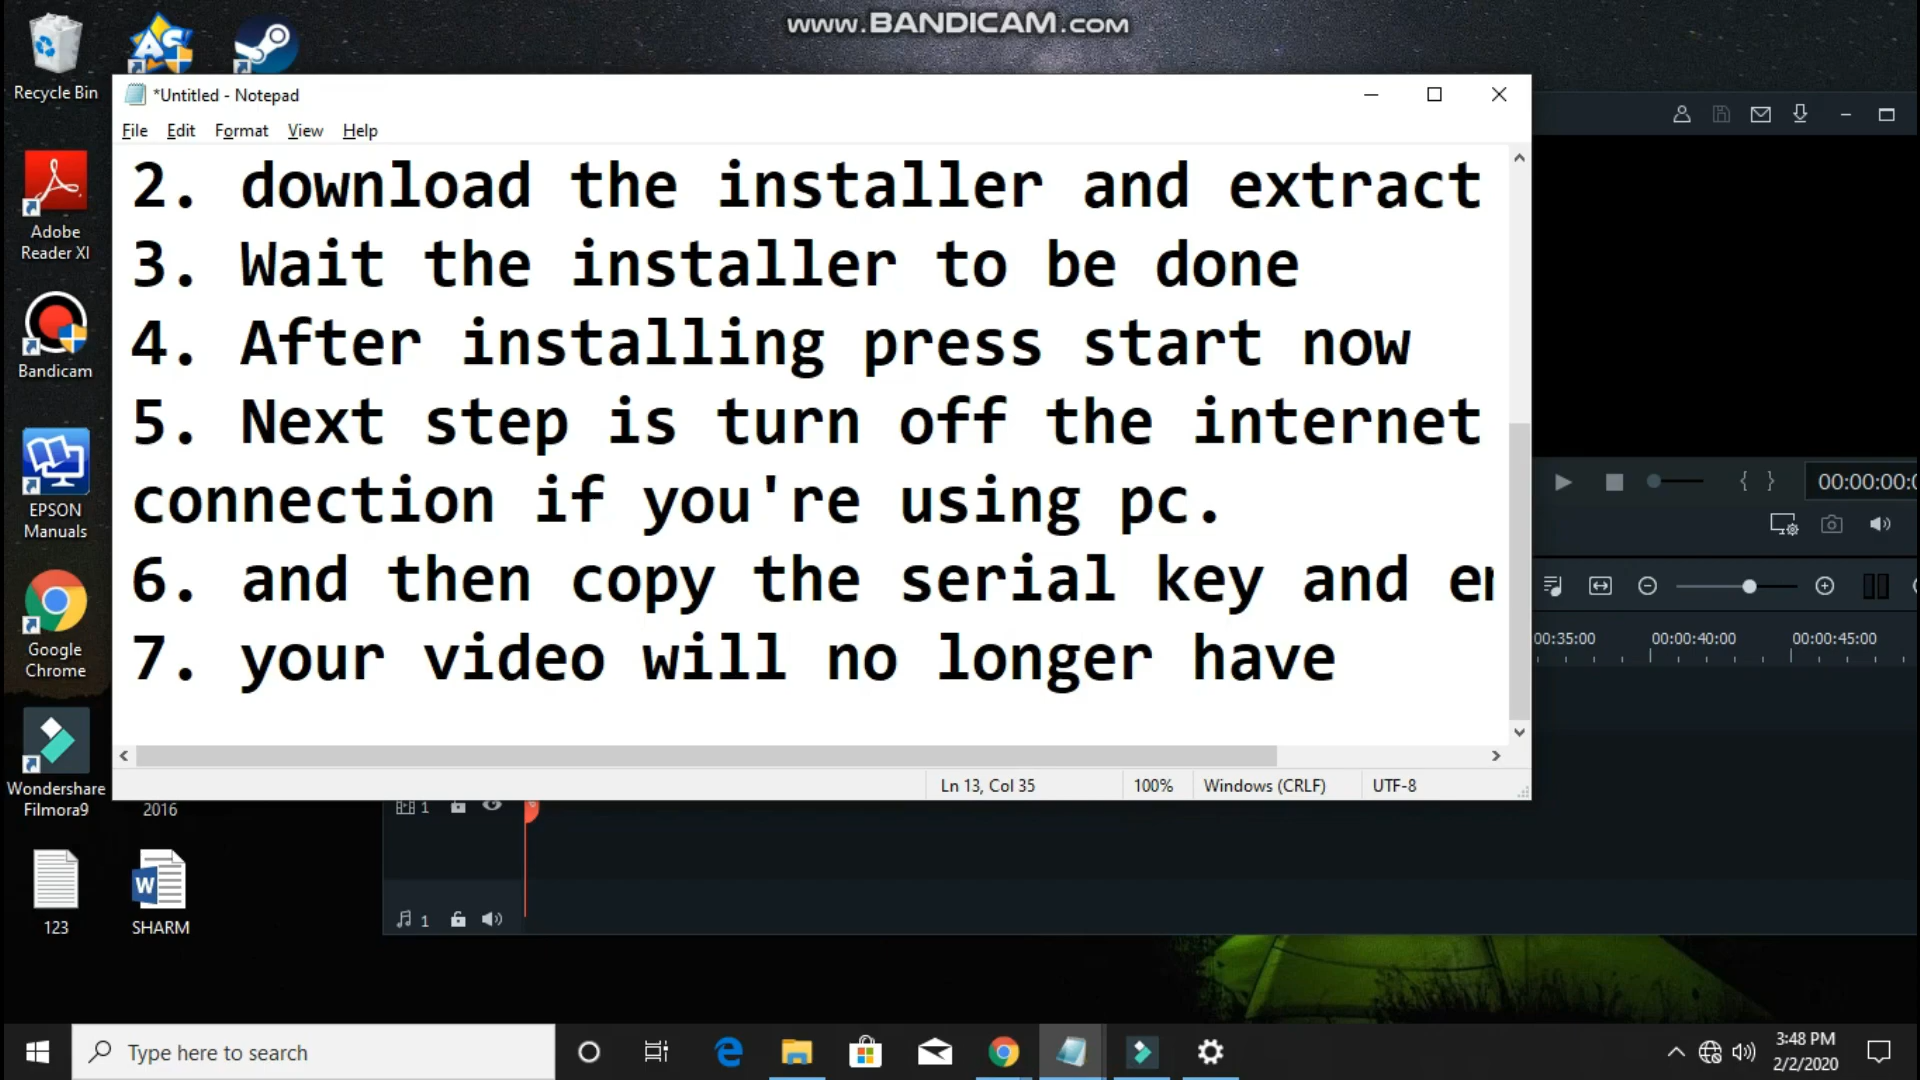 www.BANDICAM.com
Recycle Bin
*Untitled - Notepad
File Edit Format View Help
2. download the installer and extract
3. Wait the installer to be done
4. After installing press start now
5. Next step is turn off the internet
connection if you're using pc.
6. and then copy the serial key and
7. your video will no longer have
Ln 13, Col 35 100% Windows (CRLF) UTF-8
Adobe
Reader XI
Bandicam
EPSON
Manuals
Google
Chrome
Wondershare
Filmora9
2016
123
SHARM
00:35:00 00:00:40:00 00:00:45:00
1
1
Type here to search
3:48 PM
2/2/2020